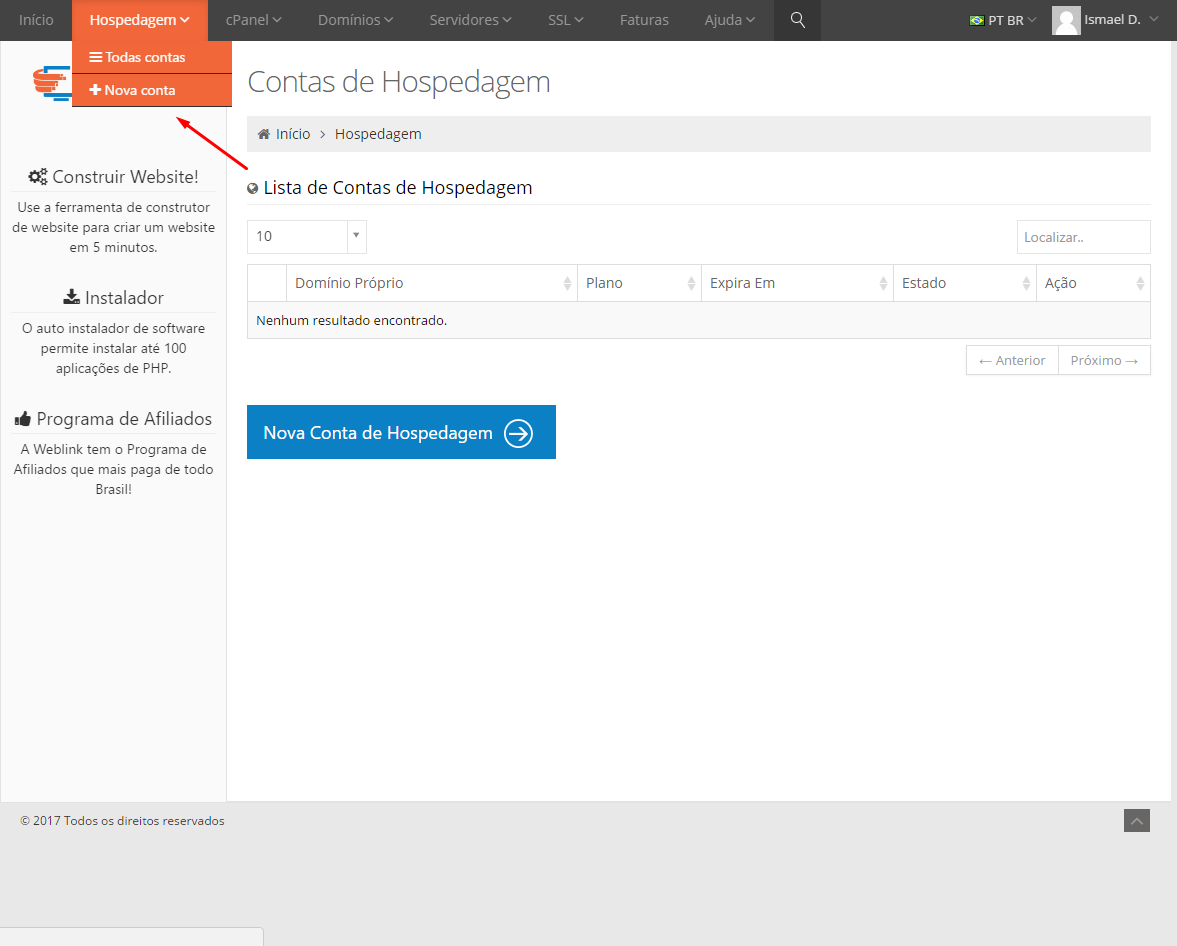 Início Hospedagem cPanel Domínios Servidores SSL Faturas Ajuda PT BR Ismael D.
Todas contas
Nova conta
Contas de Hospedagem
Início Hospedagem
Construir Website!
Use a ferramenta de construtor
de website para criar um website
em 5 minutos.
Instalador
O auto instalador de software
permite instalar até 100
aplicações de PHP.
Programa de Afiliados
A Weblink tem o Programa de
Afiliados que mais paga de todo
Brasil!
Lista de Contas de Hospedagem
10 Localizar..
Domínio Próprio Plano Expira Em Estado Ação
Nenhum resultado encontrado.
← Anterior Próximo →
Nova Conta de Hospedagem
© 2017 Todos os direitos reservados